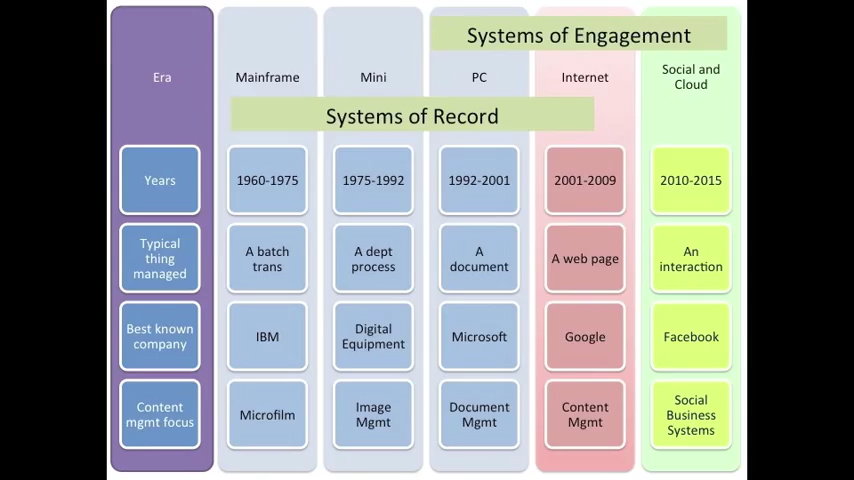 Systems of Engagement
Era
Mainframe
Mini
PC
Internet
Social and
Cloud
Systems of Record
Years
1960-1975
1975-1992
1992-2001
2001-2009
2010-2015
Typical
thing
managed
A batch
trans
A dept
process
A
document
A web page
An
interaction
Best known
company
IBM
Digital
Equipment
Microsoft
Google
Facebook
Content
mgmt focus
Microfilm
Image
Mgmt
Document
Mgmt
Content
Mgmt
Social
Business
Systems